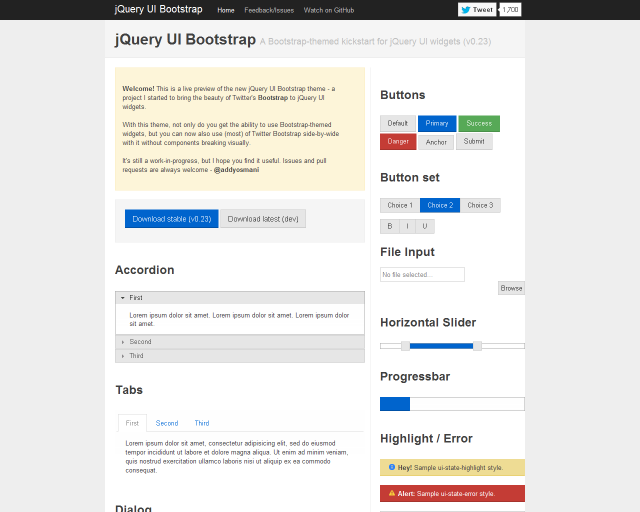 jQuery UI Bootstrap Home Feedback/Issues Watch on GitHub Tweet 1,700
jQuery UI Bootstrap A Bootstrap-themed kickstart for jQuery UI widgets (v0.23)
Welcome! This is a live preview of the new jQuery UI Bootstrap theme - a
project I started to bring the beauty of Twitter's Bootstrap to jQuery UI
widgets.
With this theme, not only do you get the ability to use Bootstrap-themed
widgets, but you can now also use (most) of Twitter Bootstrap side-by-side
with it without components breaking visually.
It's still a work-in-progress, but I hope you find it useful. Issues and pull
requests are always welcome - @addyosmani
Download stable (v0.23) Download latest (dev)
Accordion
First
Lorem ipsum dolor sit amet. Lorem ipsum dolor sit amet. Lorem ipsum dolor
sit amet.
Second
Third
Tabs
First Second Third
Lorem ipsum dolor sit amet, consectetur adipisicing elit, sed do eiusmod
tempor incididunt ut labore et dolore magna aliqua. Ut enim ad minim veniam,
quis nostrud exercitation ullamco laboris nisi ut aliquip ex ea commodo
consequat.
Dialog
Buttons
Default Primary Success
Danger Anchor Submit
Button set
Choice 1 Choice 2 Choice 3
B I U
File Input
No file selected...
Browse
Horizontal Slider
Progressbar
Highlight / Error
Hey! Sample ui-state-highlight style.
Alert: Sample ui-state-error style.